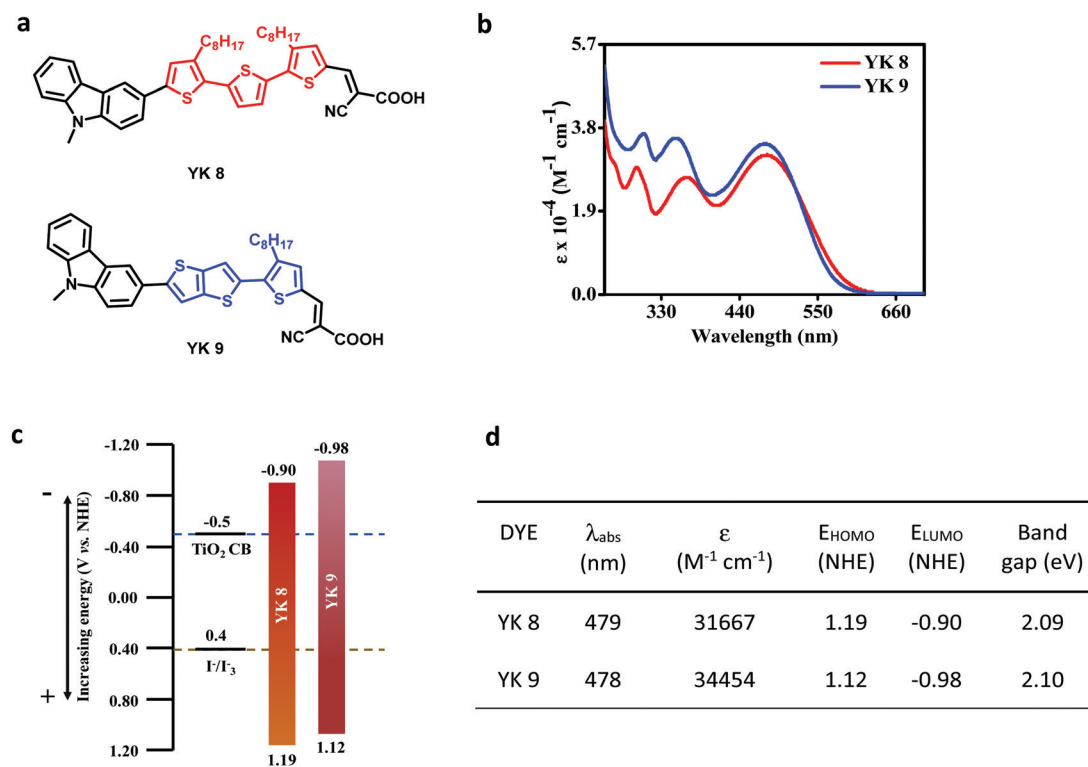 a
C8H17
C8H17
S
S
S
N
NC
COOH
YK 8
C8H17
S
S
S
N
NC
COOH
YK 9
b
5.7
3.8
1.9
0.0
ε x 10-4 (M-1 cm-1)
YK 8
YK 9
330
440
550
660
Wavelength (nm)
c
Increasing energy (V vs. NHE)
-
+
-1.20
-0.80
-0.40
0.00
0.40
0.80
1.20
-0.5
TiO2 CB
0.4
I-/I-3
-0.90
YK 8
1.19
-0.98
YK 9
1.12
d
DYE λabs (nm) ε (M-1 cm-1) EHOMO (NHE) ELUMO (NHE) Band gap (eV)
YK 8 479 31667 1.19 -0.90 2.09
YK 9 478 34454 1.12 -0.98 2.10